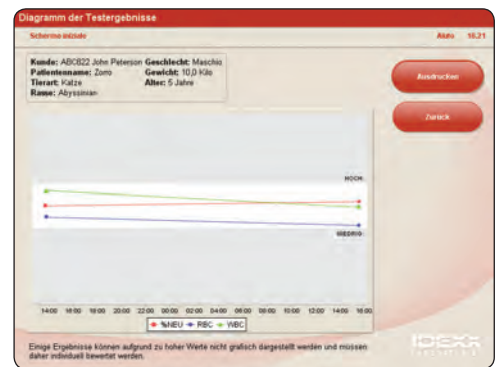 Diagramm der Testergebnisse
Schermo iniziale Aiuto 16.21
Kunde: ABC822 John Peterson Geschlecht: Maschio
Patientenname: Zorro Gewicht: 10,0 Kilo
Tierart: Katze Alter: 5 Jahre
Rasse: Abyssinian
Ausdrucken
Zurück
HOCH
NIEDRIG
14:00 16:00 18:00 20:00 22:00 00:00 02:00 04:00 06:00 08:00 10:00 12:00 14:00 16:00
%NEU RBC WBC
Einige Ergebnisse können aufgrund zu hoher Werte nicht grafisch dargestellt werden und müssen
daher individuell bewertet werden.
IDEXX